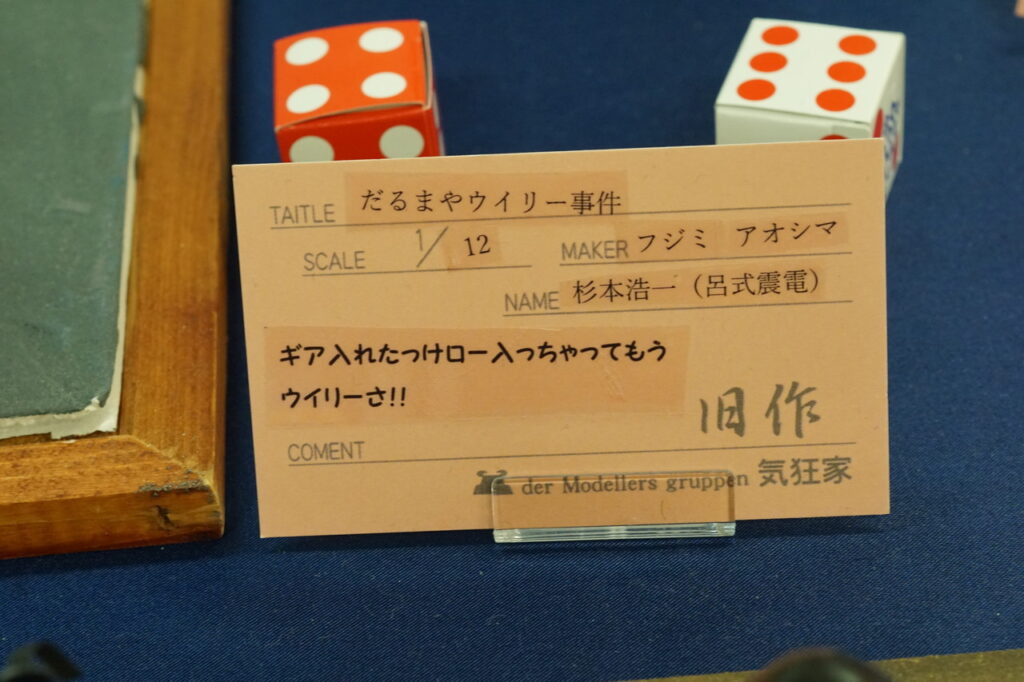 TAITLE だるまやウイリー事件
SCALE 1/12 MAKER フジミ アオシマ
NAME 杉本浩一（呂式震電）
ギア入れたっけロー入っちゃってもう
ウイリーさ!!
旧作
COMENT
der Modellers gruppen 気狂家